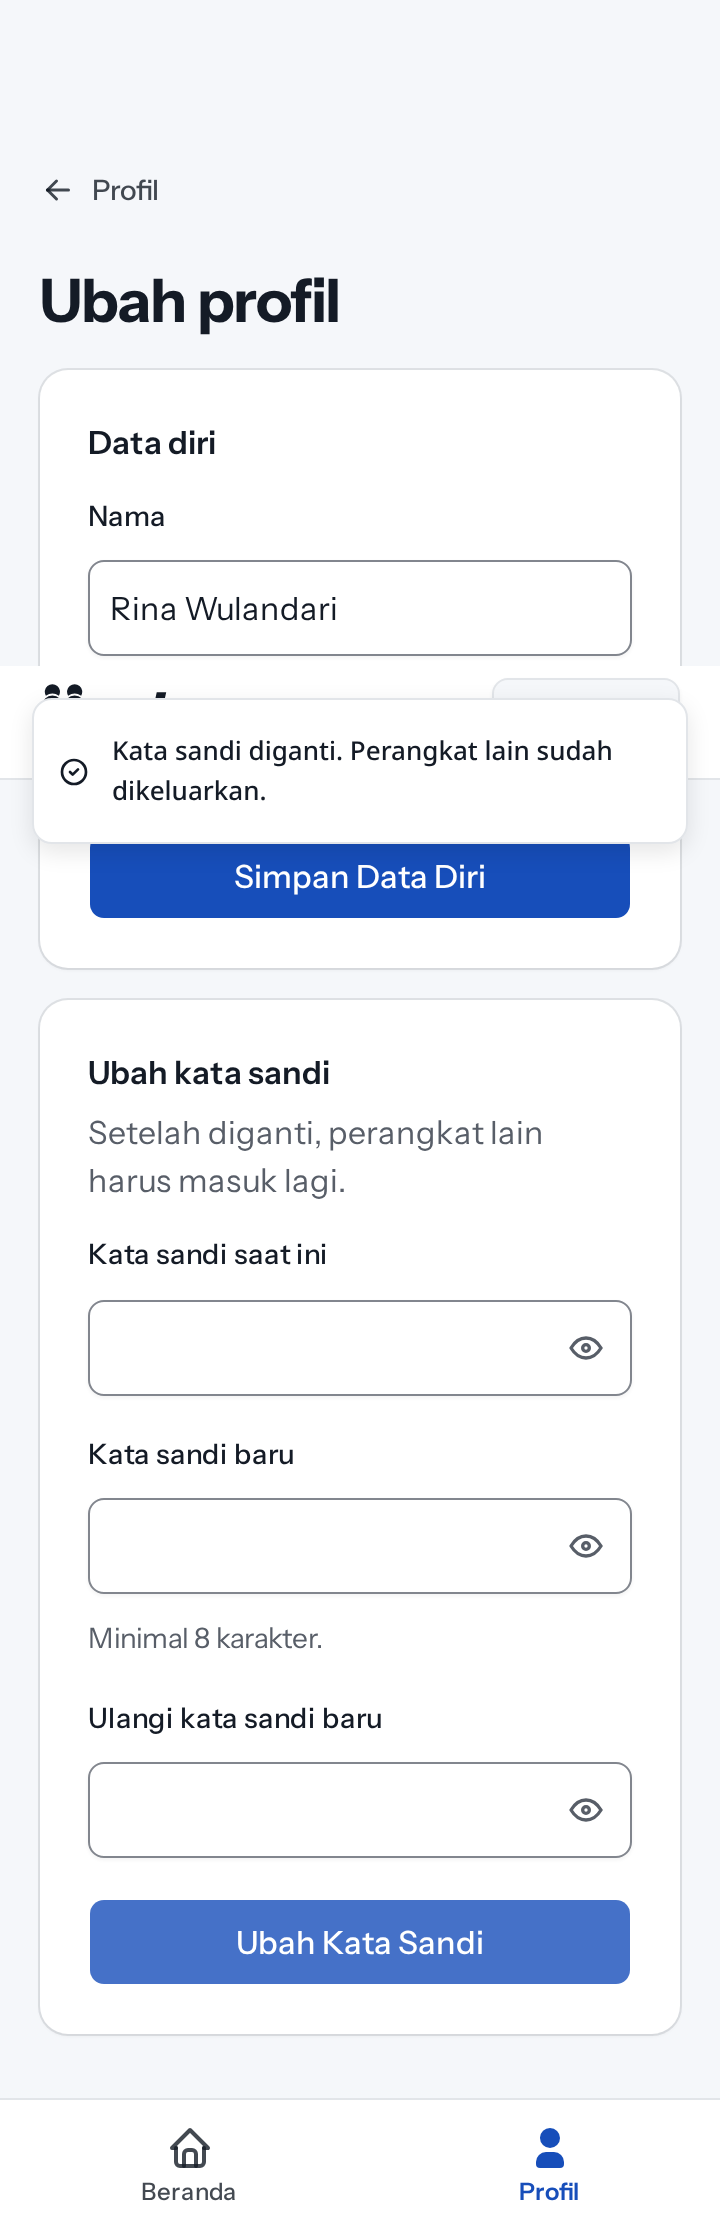 Profil
Ubah profil
Data diri
Nama
Rina Wulandari
Kata sandi diganti. Perangkat lain sudah
dikeluarkan.
Simpan Data Diri
Ubah kata sandi
Setelah diganti, perangkat lain
harus masuk lagi.
Kata sandi saat ini
Kata sandi baru
Minimal 8 karakter.
Ulangi kata sandi baru
Ubah Kata Sandi
Beranda
Profil